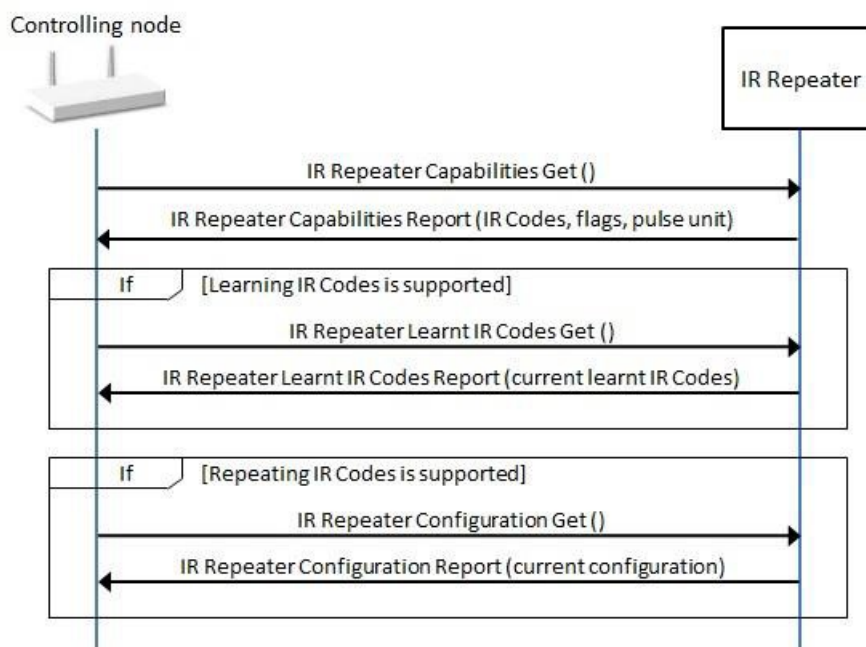 Controlling node
IR Repeater
IR Repeater Capabilities Get ()
IR Repeater Capabilities Report (IR Codes, flags, pulse unit)
If [Learning IR Codes is supported]
IR Repeater Learnt IR Codes Get ()
IR Repeater Learnt IR Codes Report (current learnt IR Codes)
If [Repeating IR Codes is supported]
IR Repeater Configuration Get ()
IR Repeater Configuration Report (current configuration)